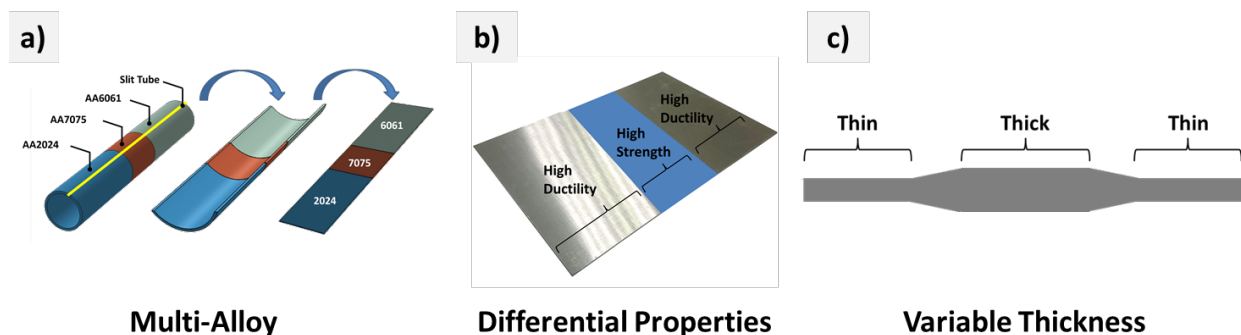 a)
Slit Tube
AA6061
AA7075
AA2024
6061
7075
2024
Multi-Alloy
b)
High
Ductility
High
Strength
High
Ductility
Differential Properties
c)
Thin
Thick
Thin
Variable Thickness